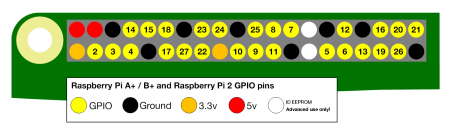 14 15 18 23 24 25 8 7 12 16 20 21
2 3 4 17 27 22 10 9 11 5 6 13 19 26
Raspberry Pi A+ / B+ and Raspberry Pi 2 GPIO pins
GPIO Ground 3.3v 5v ID EEPROM
Advanced use only!